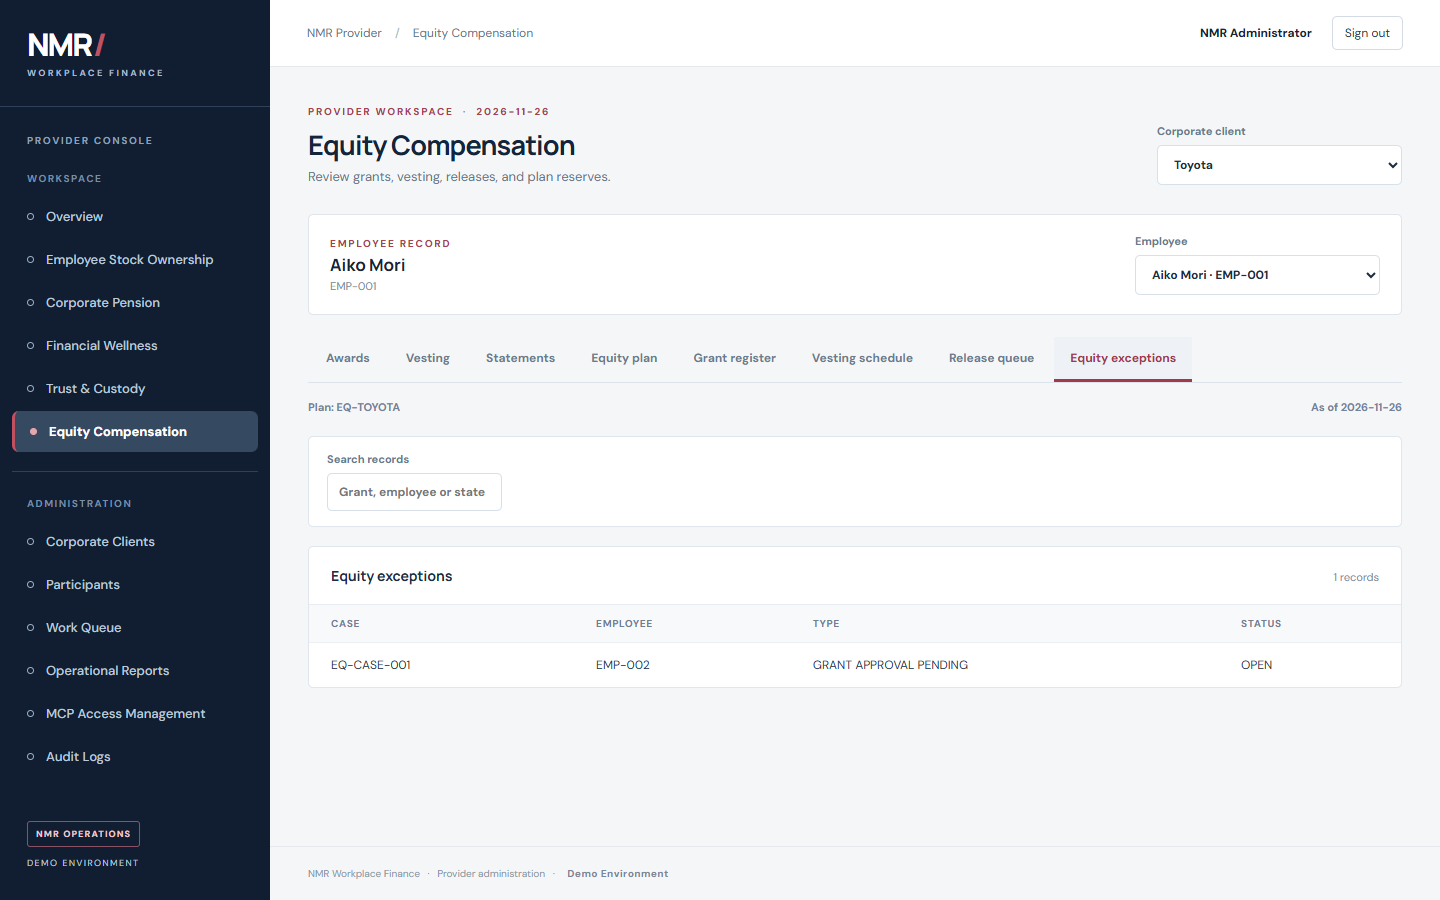 NMR/
WORKPLACE FINANCE
PROVIDER CONSOLE
WORKSPACE
Overview
Employee Stock Ownership
Corporate Pension
Financial Wellness
Trust & Custody
Equity Compensation
ADMINISTRATION
Corporate Clients
Participants
Work Queue
Operational Reports
MCP Access Management
Audit Logs
NMR OPERATIONS
DEMO ENVIRONMENT
NMR Provider / Equity Compensation
NMR Administrator
Sign out
PROVIDER WORKSPACE · 2026-11-26
Equity Compensation
Review grants, vesting, releases, and plan reserves.
Corporate client
Toyota
EMPLOYEE RECORD
Aiko Mori
EMP-001
Employee
Aiko Mori · EMP-001
Awards Vesting Statements Equity plan Grant register Vesting schedule Release queue Equity exceptions
Plan: EQ-TOYOTA
As of 2026-11-26
Search records
Grant, employee or state
Equity exceptions
1 records
CASE EMPLOYEE TYPE STATUS
EQ-CASE-001 EMP-002 GRANT APPROVAL PENDING OPEN
NMR Workplace Finance · Provider administration · Demo Environment